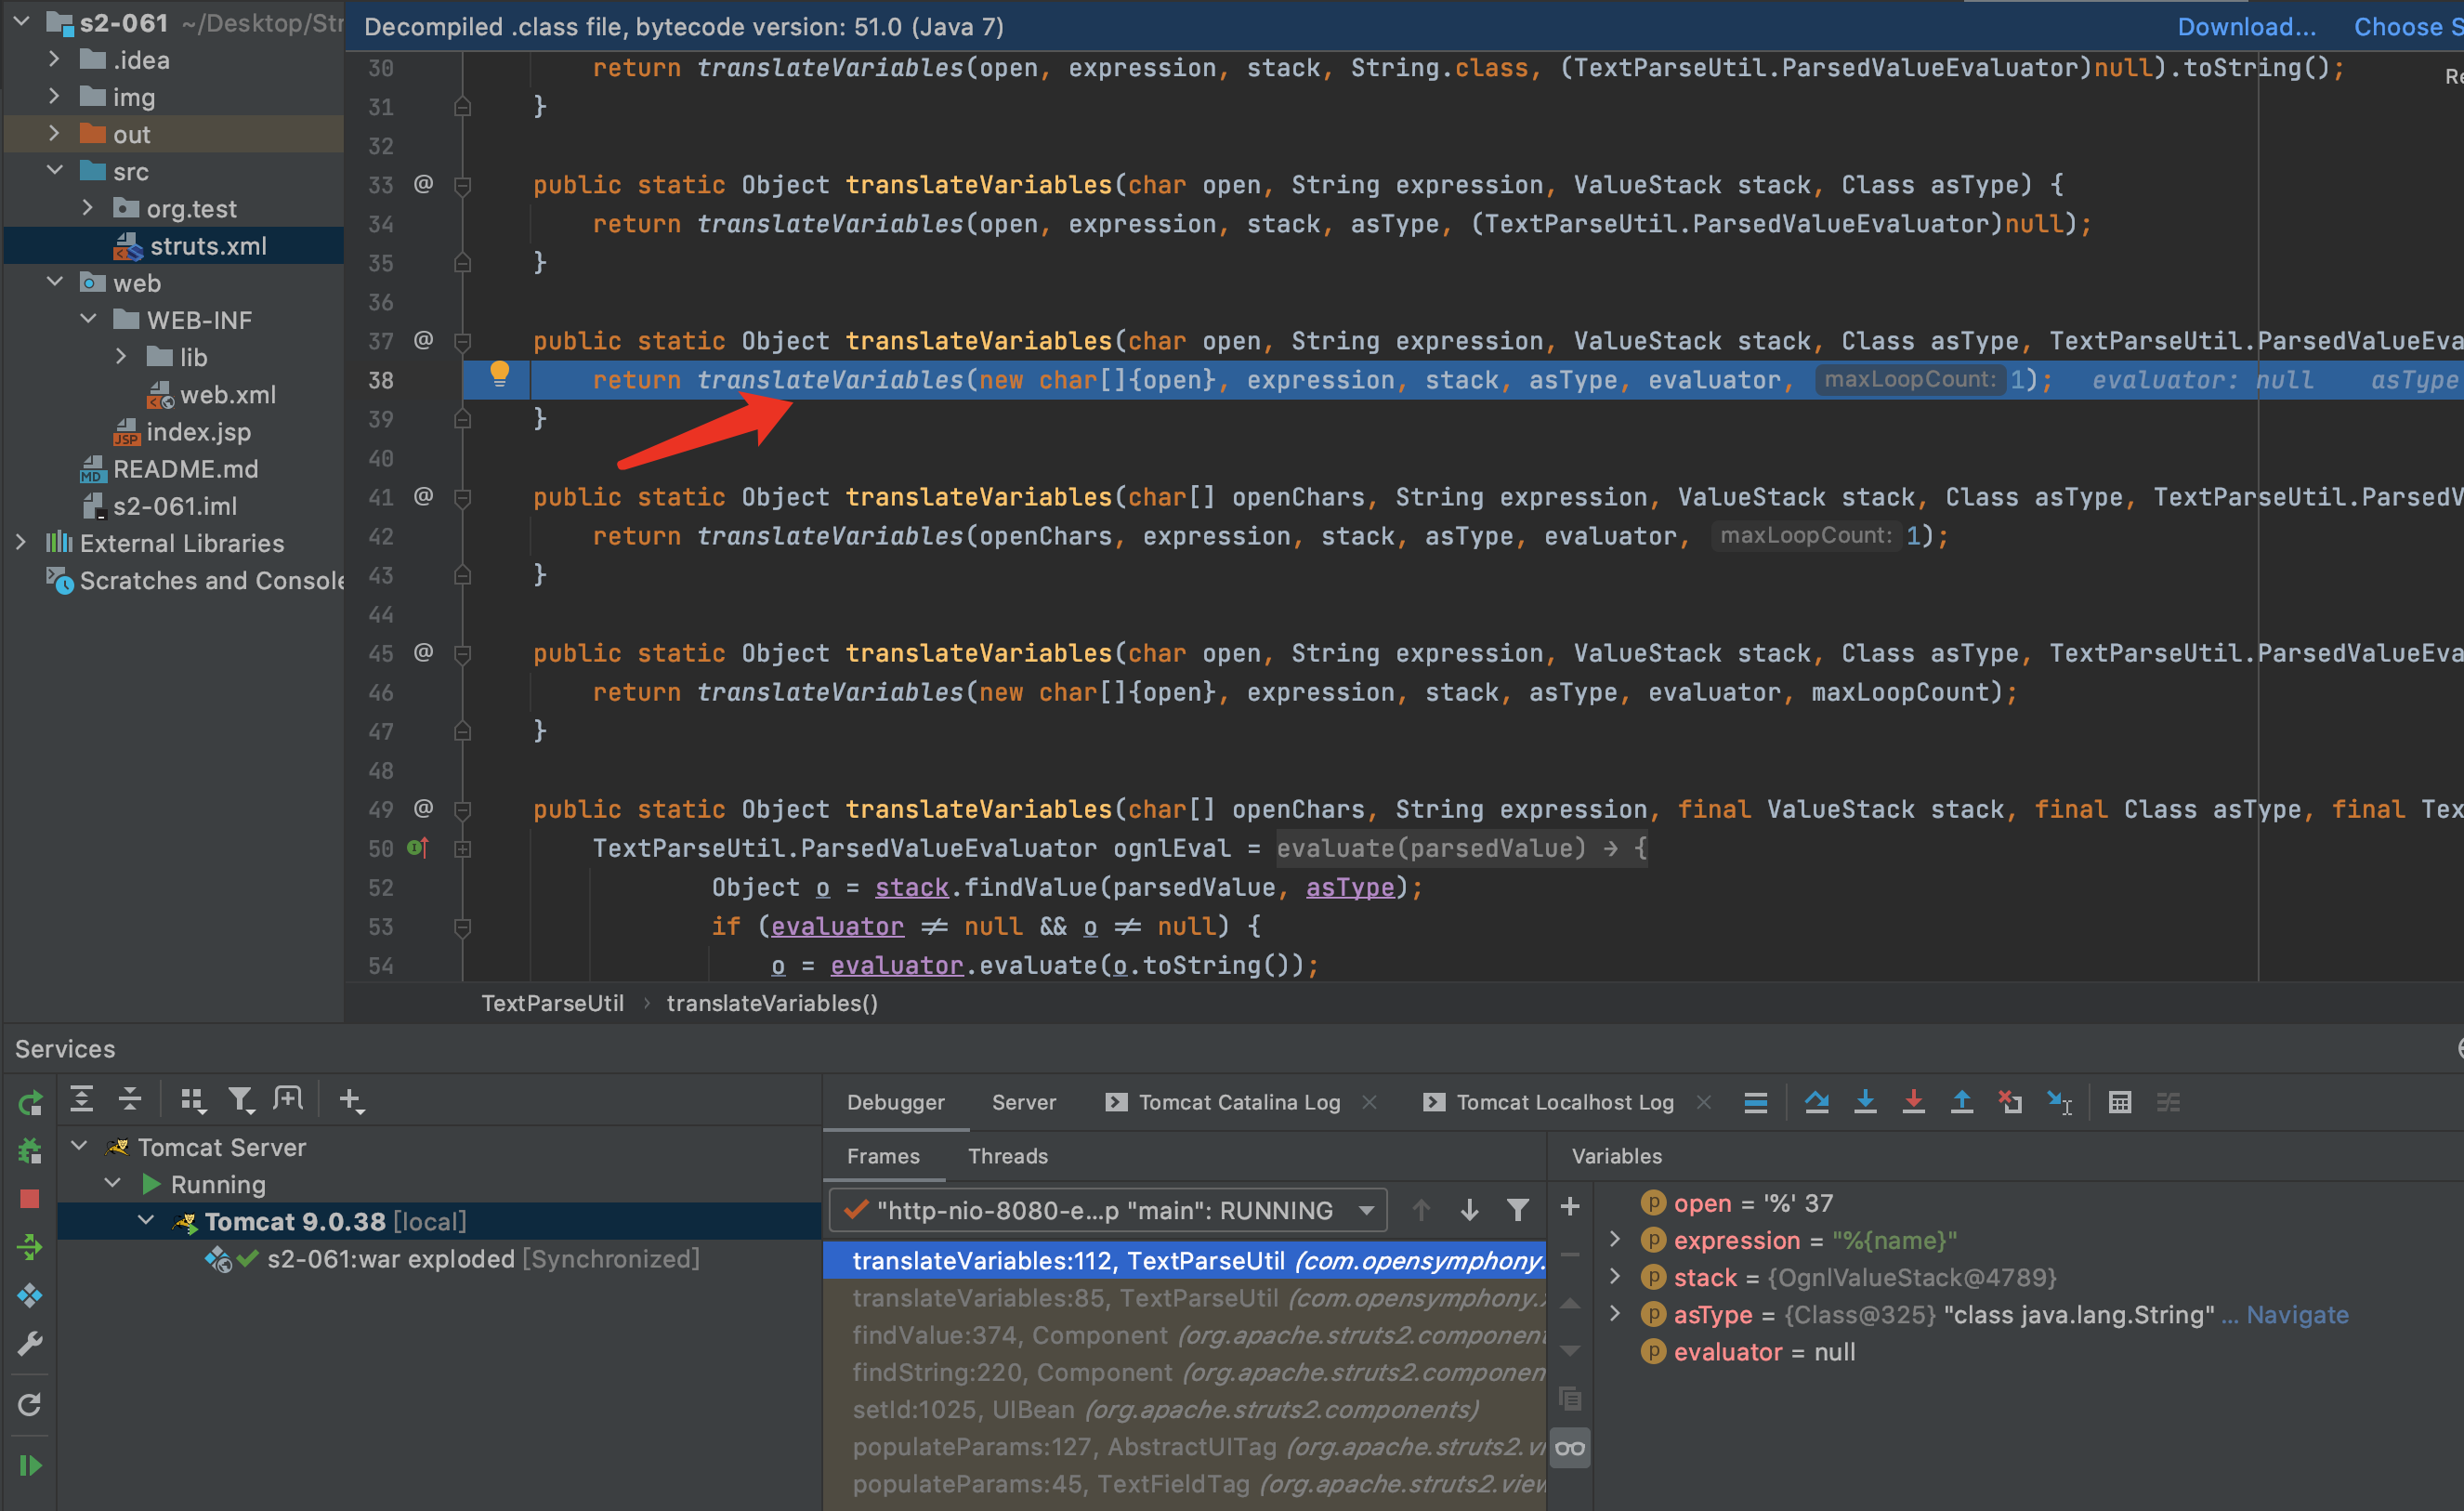 s2-061 ~/Desktop/Str
.idea
img
out
src
org.test
struts.xml
web
WEB-INF
lib
web.xml
index.jsp
README.md
s2-061.iml
External Libraries
Scratches and Console
Decompiled .class file, bytecode version: 51.0 (Java 7) Download... Choose S
30 return translateVariables(open, expression, stack, String.class, (TextParseUtil.ParsedValueEvaluator)null).toString(); Re
31 }
32
33 @ public static Object translateVariables(char open, String expression, ValueStack stack, Class asType) {
34 return translateVariables(open, expression, stack, asType, (TextParseUtil.ParsedValueEvaluator)null);
35 }
36
37 @ public static Object translateVariables(char open, String expression, ValueStack stack, Class asType, TextParseUtil.ParsedValueEva
38 return translateVariables(new char[]{open}, expression, stack, asType, evaluator, maxLoopCount: 1); evaluator: null asType
39 }
40
41 @ public static Object translateVariables(char[] openChars, String expression, ValueStack stack, Class asType, TextParseUtil.ParsedV
42 return translateVariables(openChars, expression, stack, asType, evaluator, maxLoopCount: 1);
43 }
44
45 @ public static Object translateVariables(char open, String expression, ValueStack stack, Class asType, TextParseUtil.ParsedValueEva
46 return translateVariables(new char[]{open}, expression, stack, asType, evaluator, maxLoopCount);
47 }
48
49 @ public static Object translateVariables(char[] openChars, String expression, final ValueStack stack, final Class asType, final Tex
50 TextParseUtil.ParsedValueEvaluator ognlEval = evaluate(parsedValue) → {
52 Object o = stack.findValue(parsedValue, asType);
53 if (evaluator ≠ null && o ≠ null) {
54 o = evaluator.evaluate(o.toString());
TextParseUtil › translateVariables()
Services
Tomcat Server
Running
Tomcat 9.0.38 [local]
s2-061:war exploded [Synchronized]
Debugger Server Tomcat Catalina Log Tomcat Localhost Log
Frames Threads
"http-nio-8080-e...p "main": RUNNING
translateVariables:112, TextParseUtil (com.opensymphony.
translateVariables:85, TextParseUtil (com.opensymphony.x
findValue:374, Component (org.apache.struts2.component
findString:220, Component (org.apache.struts2.componen
setId:1025, UIBean (org.apache.struts2.components)
populateParams:127, AbstractUITag (org.apache.struts2.vi
populateParams:45, TextFieldTag (org.apache.struts2.view
Variables
open = '%' 37
expression = "%{name}"
stack = {OgnlValueStack@4789}
asType = {Class@325} "class java.lang.String" ... Navigate
evaluator = null